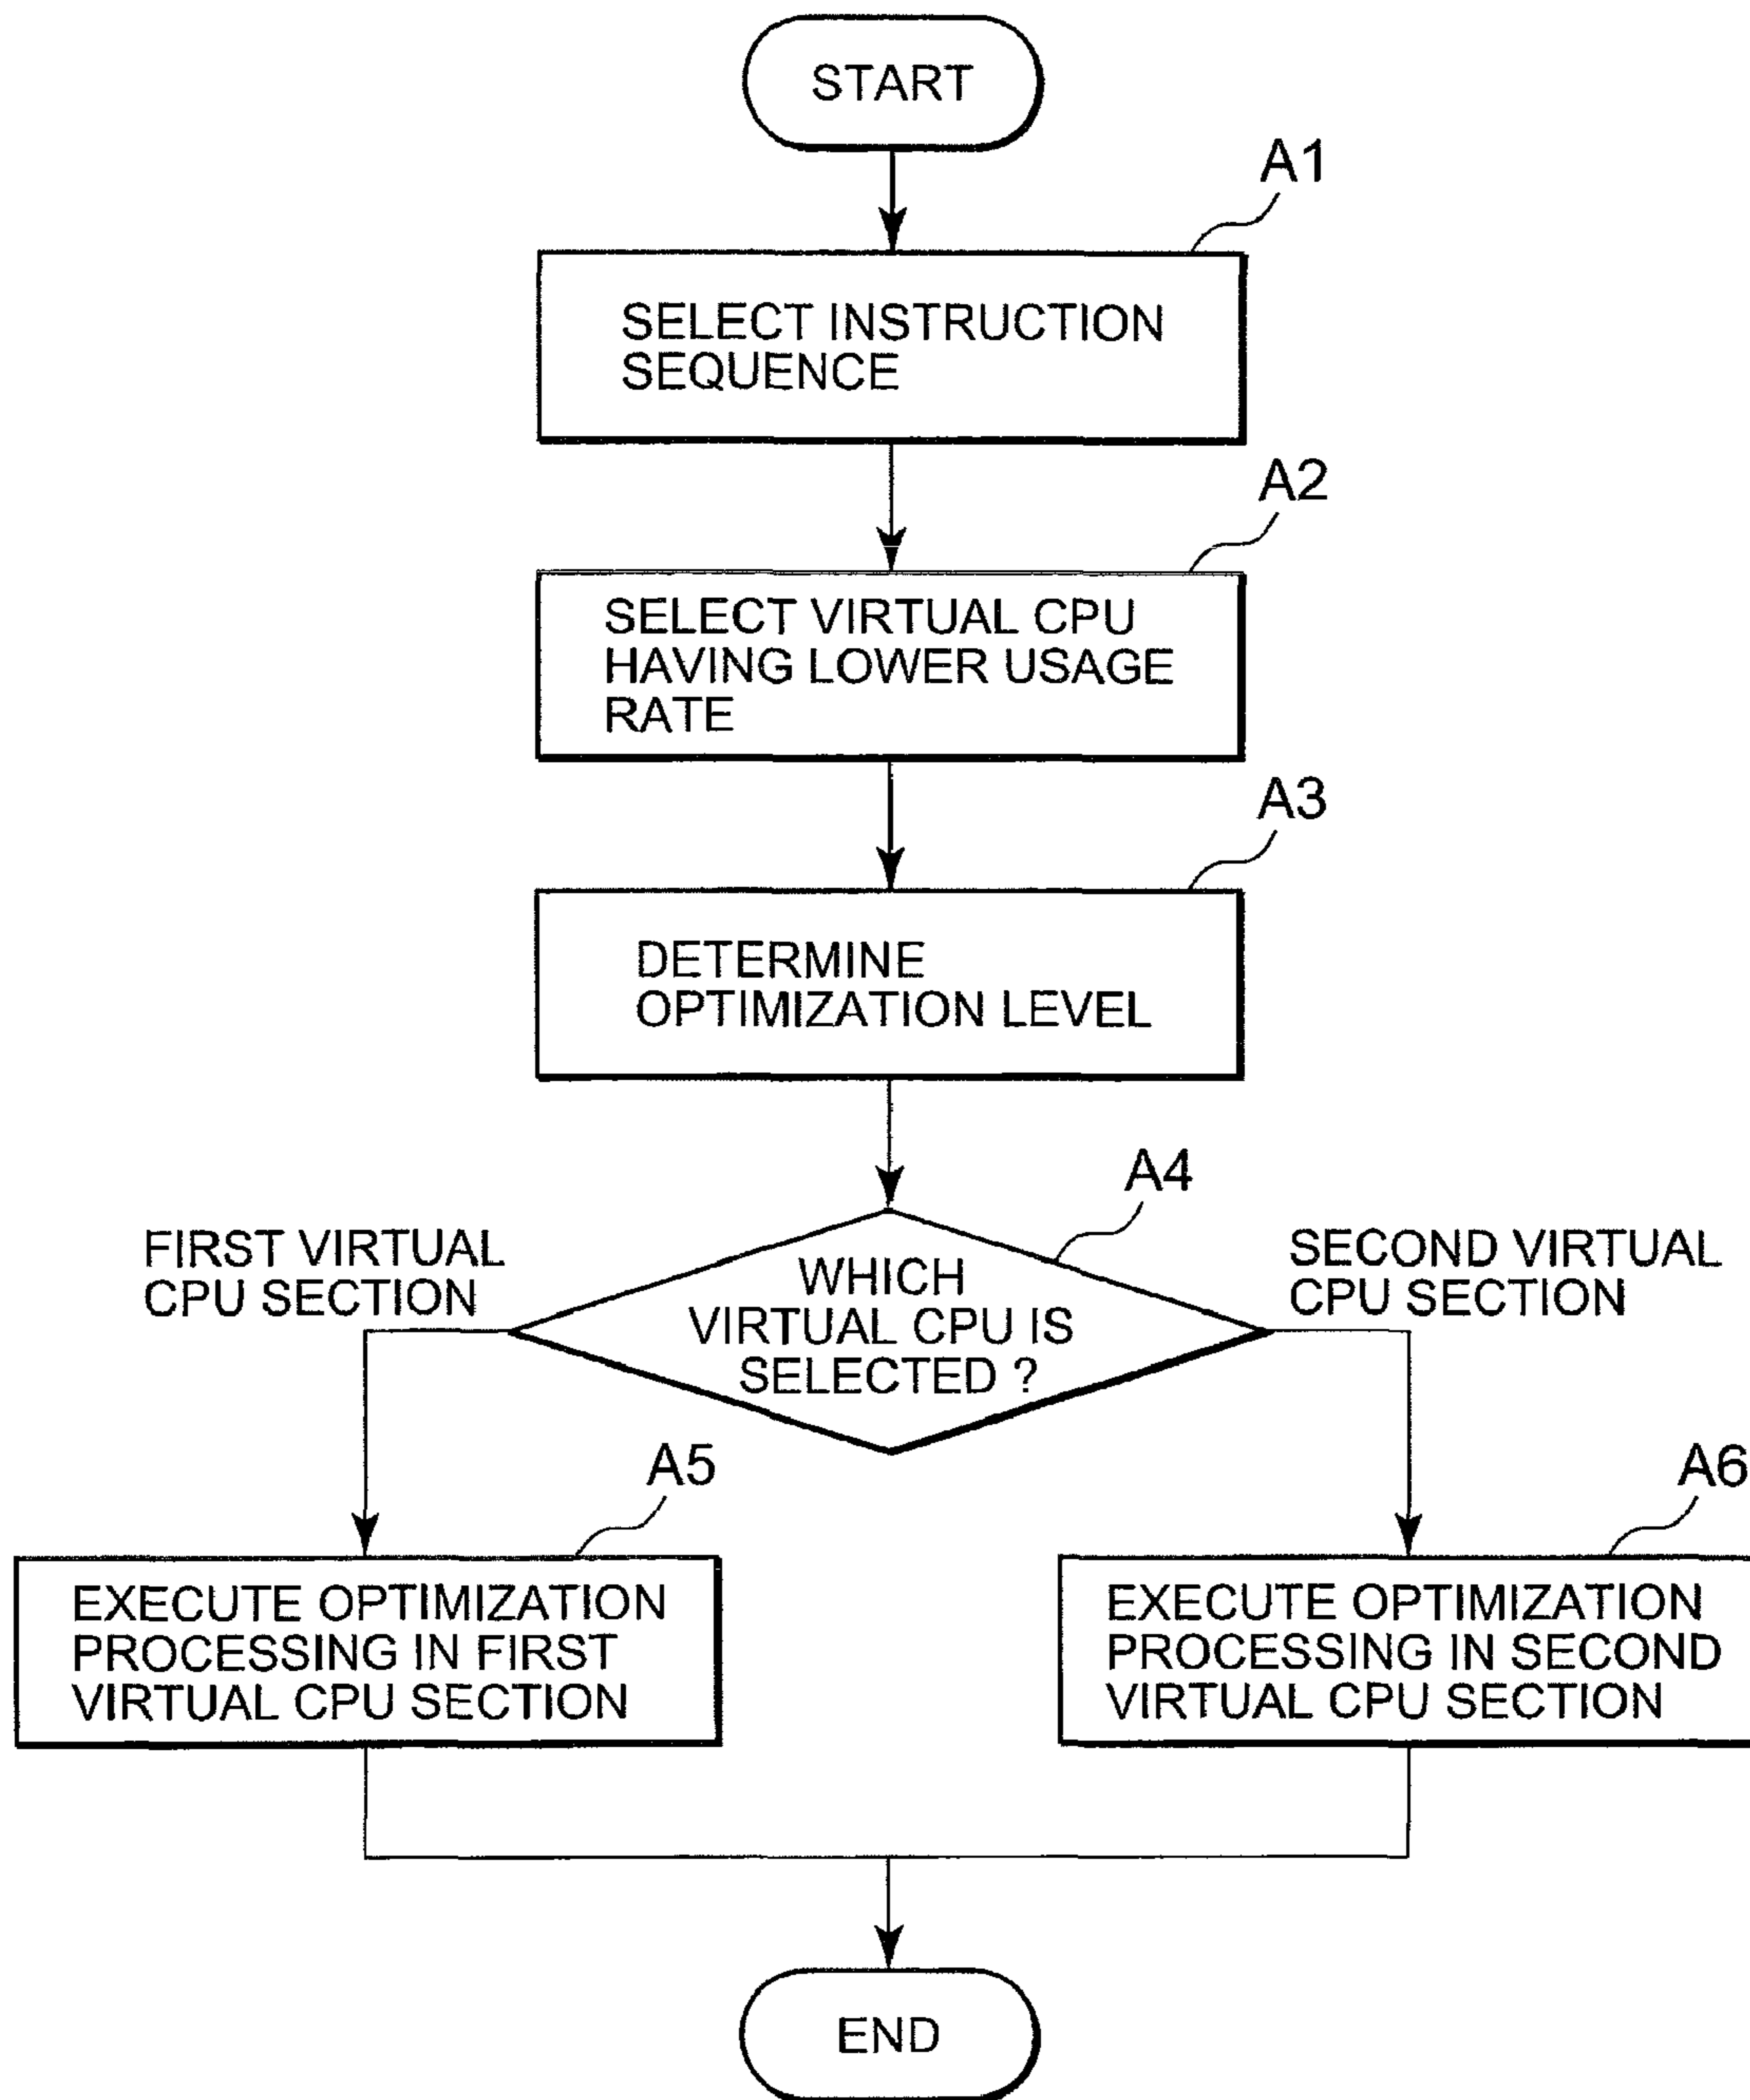 START
A1
SELECT INSTRUCTION
SEQUENCE
A2
SELECT VIRTUAL CPU
HAVING LOWER USAGE
RATE
A3
DETERMINE
OPTIMIZATION LEVEL
A4
FIRST VIRTUAL
CPU SECTION
WHICH
VIRTUAL CPU IS
SELECTED ?
SECOND VIRTUAL
CPU SECTION
A5
EXECUTE OPTIMIZATION
PROCESSING IN FIRST
VIRTUAL CPU SECTION
A6
EXECUTE OPTIMIZATION
PROCESSING IN SECOND
VIRTUAL CPU SECTION
END